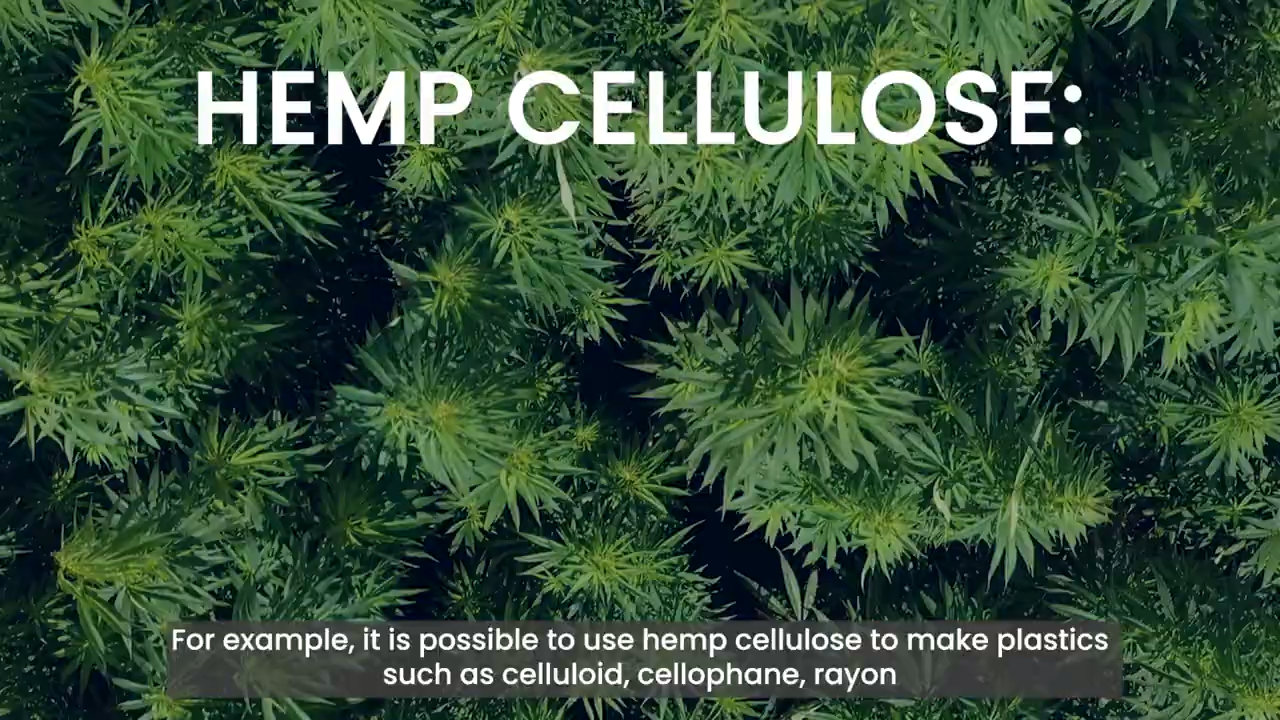 HEMP CELLULOSE:
For example, it is possible to use hemp cellulose to make plastics
such as celluloid, cellophane, rayon